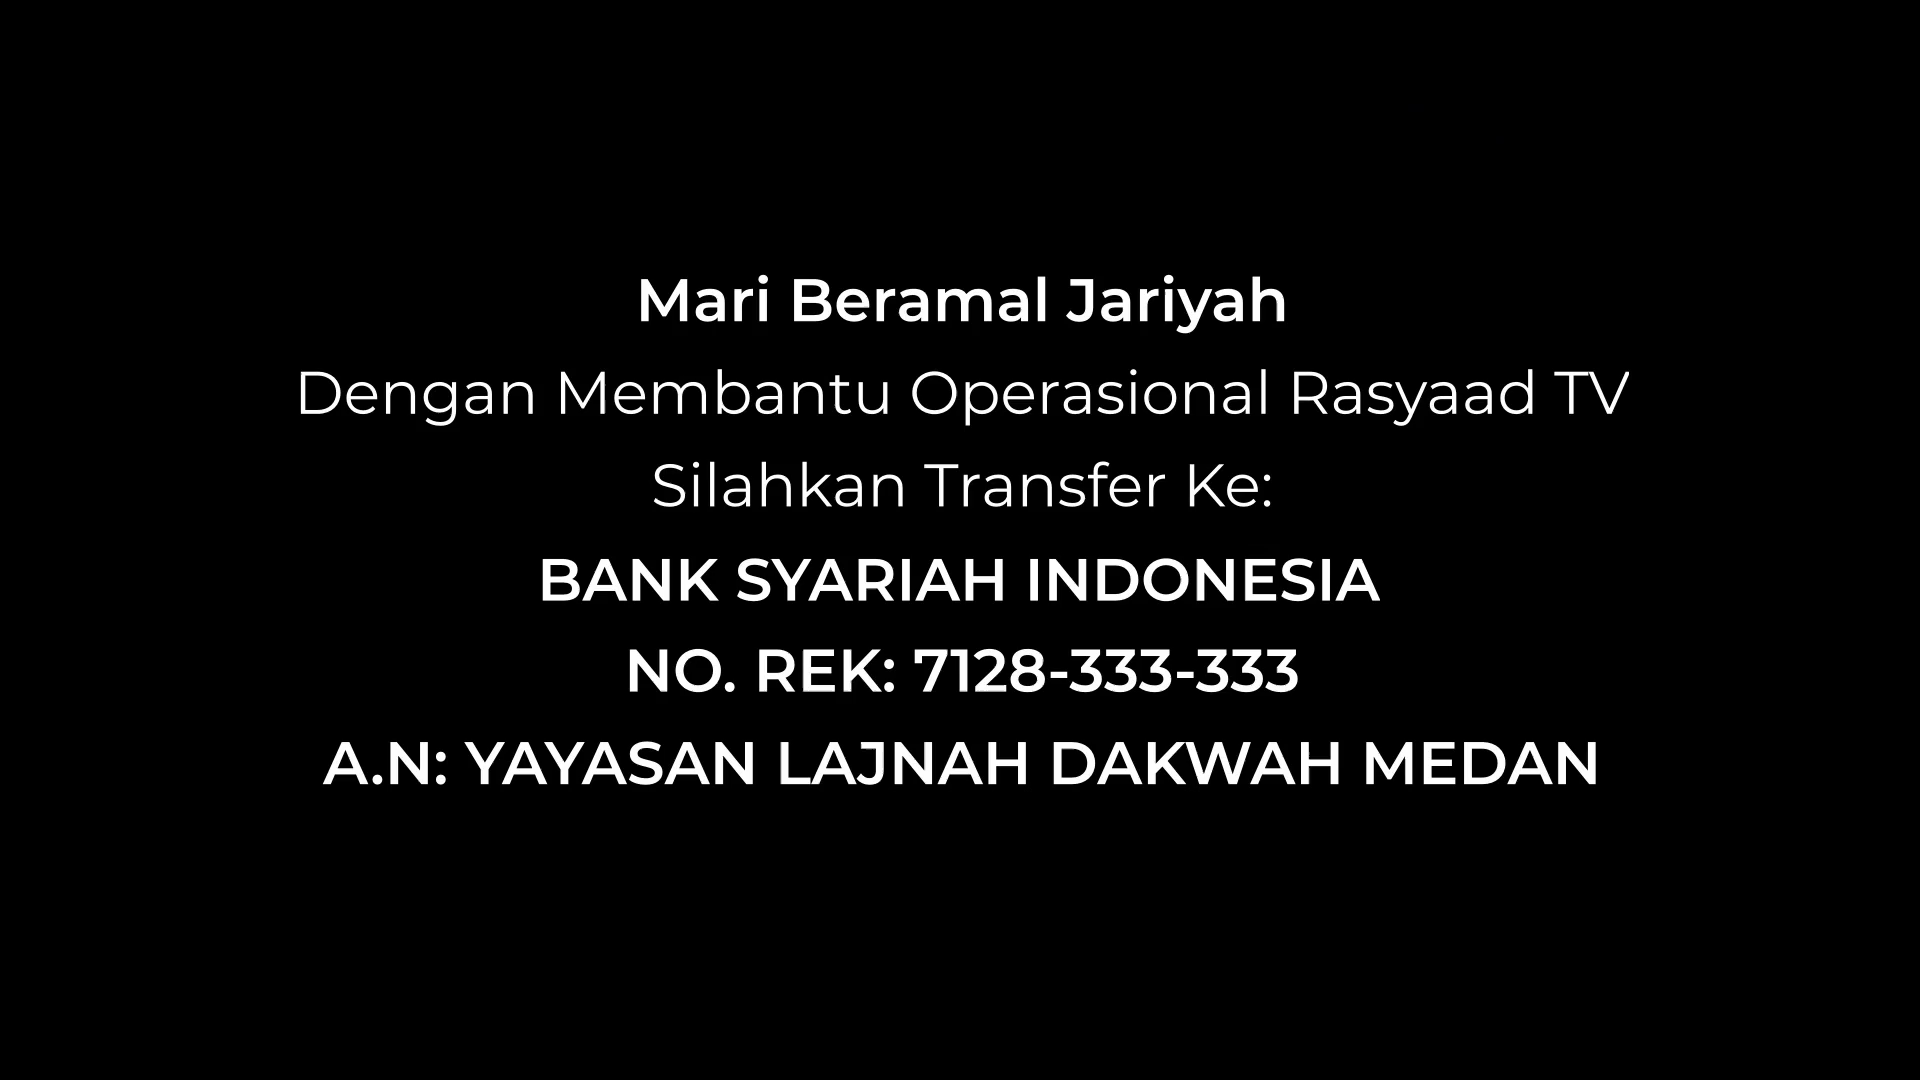 Mari Beramal Jariyah
Dengan Membantu Operasional Rasyaad TV
Silahkan Transfer Ke:
BANK SYARIAH INDONESIA
NO. REK: 7128-333-333
A.N: YAYASAN LAJNAH DAKWAH MEDAN